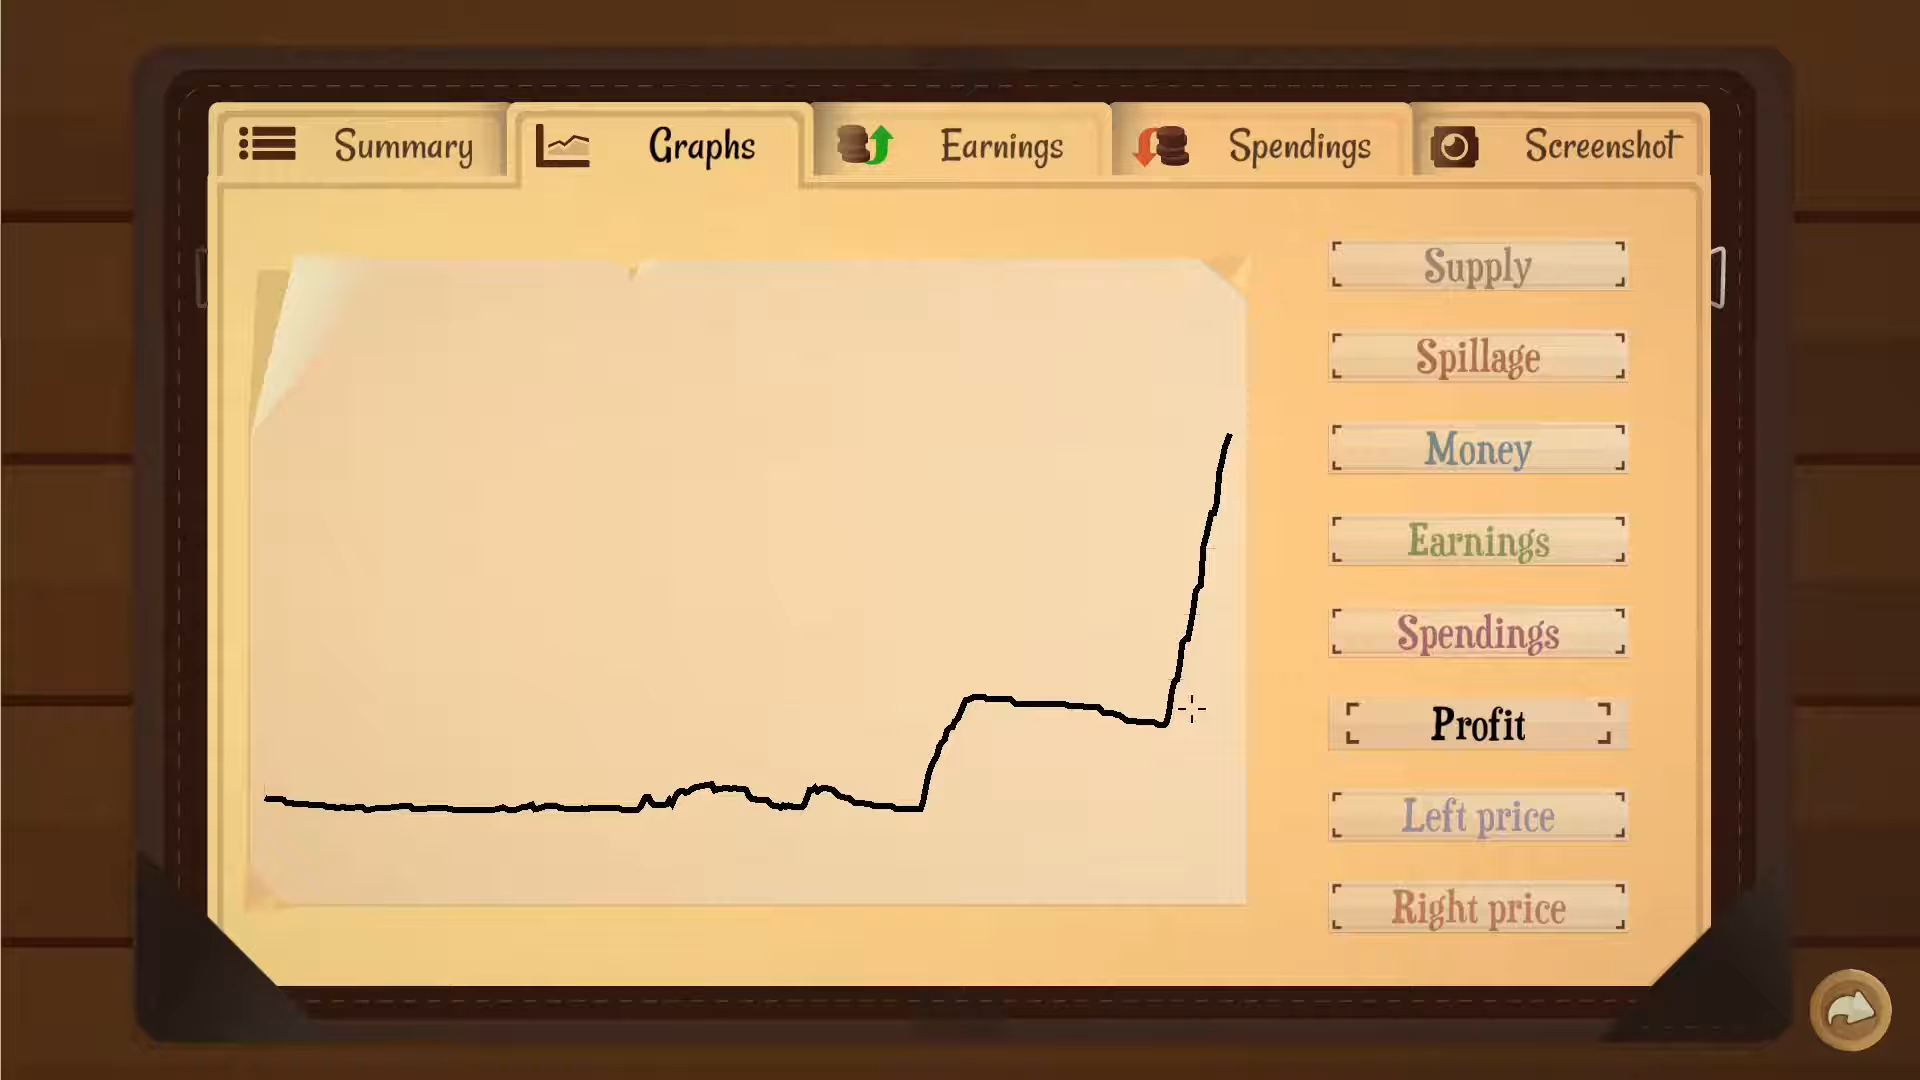 Summary
Graphs
Earnings
Spendings
Screenshot
Supply
Spillage
Money
Earnings
Spendings
Profit
Left price
Right price